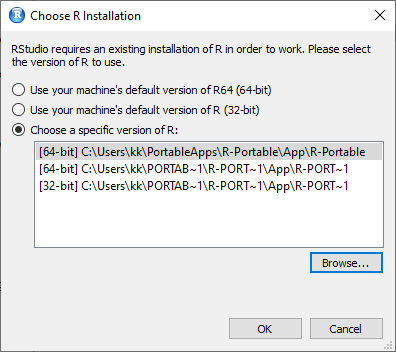 Choose R Installation
RStudio requires an existing installation of R in order to work. Please select
the version of R to use.
Use your machine's default version of R64 (64-bit)
Use your machine's default version of R (32-bit)
Choose a specific version of R:
[64-bit] C:\Users\kk\PortableApps\R-Portable\App\R-Portable
[64-bit] C:\Users\kk\PORTAB~1\R-PORT~1\App\R-PORT~1
[32-bit] C:\Users\kk\PORTAB~1\R-PORT~1\App\R-PORT~1
Browse...
OK
Cancel